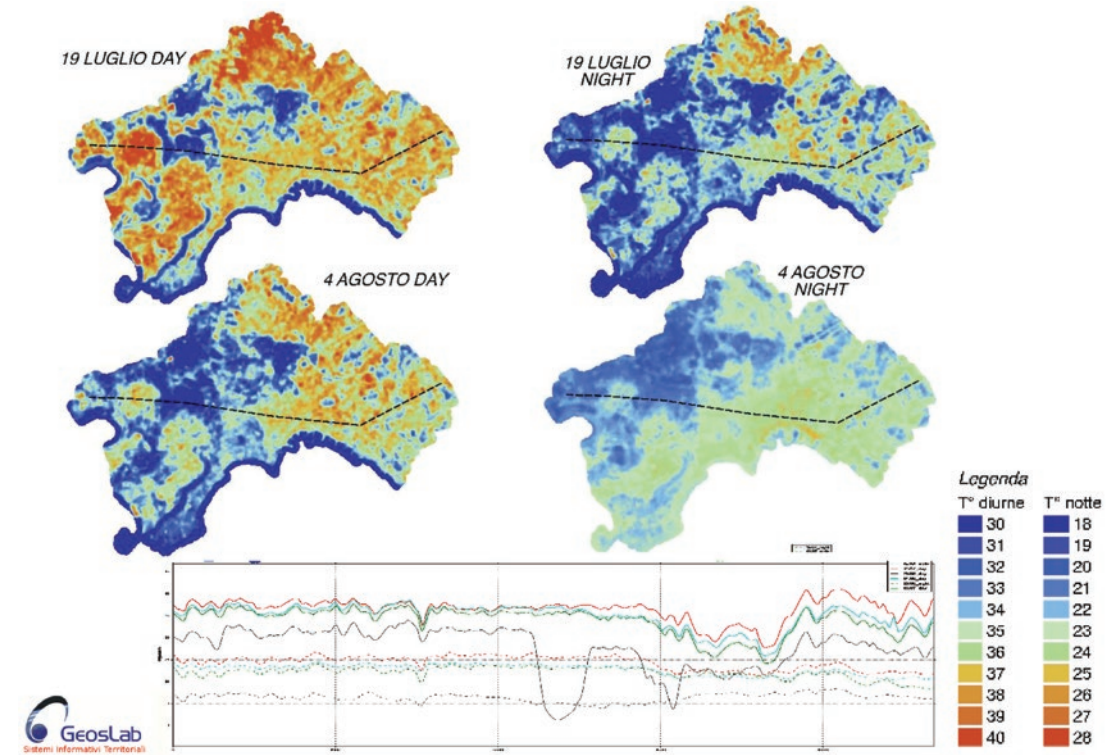 19 LUGLIO DAY
19 LUGLIO
NIGHT
4 AGOSTO DAY
4 AGOSTO
NIGHT
Legenda
T° diurne T° notte
30 18
31 19
32 20
33 21
34 22
35 23
36 24
37 25
38 26
39 27
40 28
GeosLab
Sistemi Informativi Territoriali